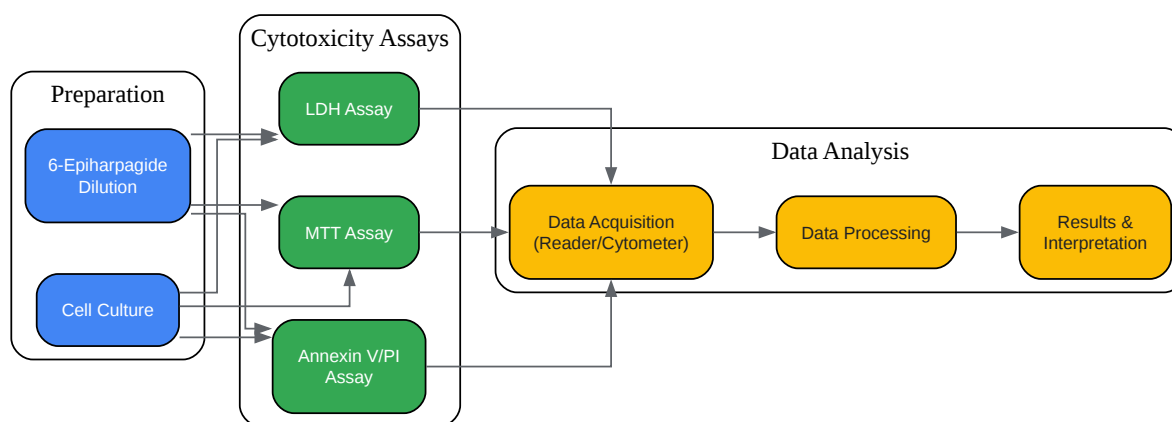 Preparation
6-Epiharpagide
Dilution
Cell Culture
Cytotoxicity Assays
LDH Assay
MTT Assay
Annexin V/PI
Assay
Data Analysis
Data Acquisition
(Reader/Cytometer)
Data Processing
Results &
Interpretation